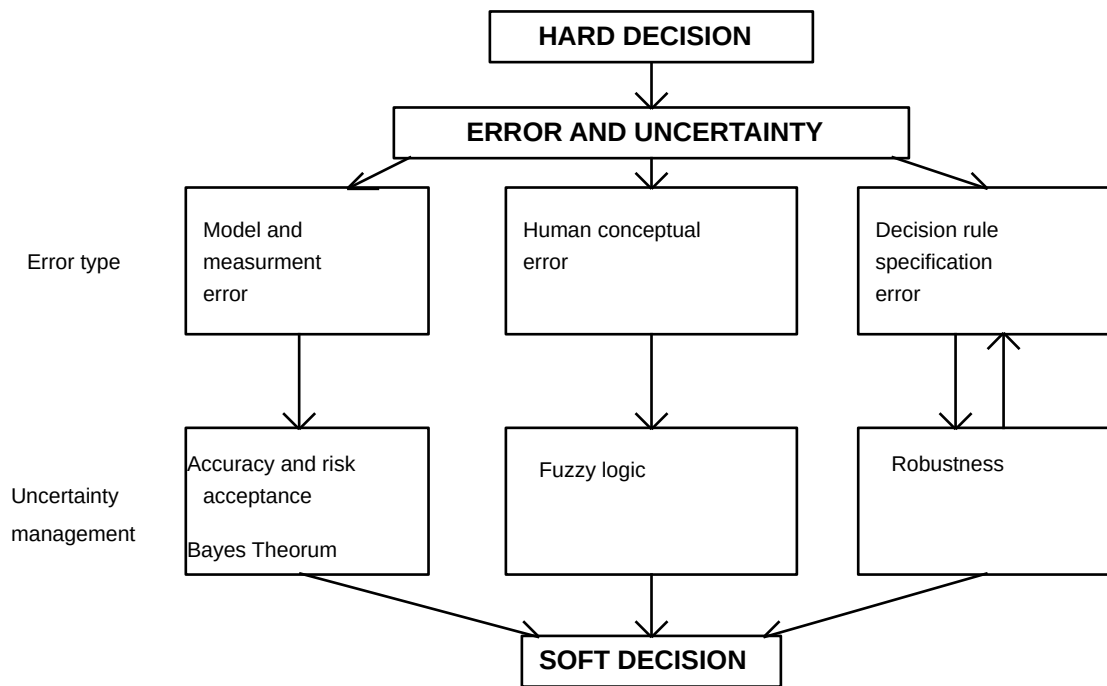 HARD DECISION
ERROR AND UNCERTAINTY
Error type
Model and
measurment
error
Human conceptual
error
Decision rule
specification
error
Uncertainty
management
Accuracy and risk
acceptance
Bayes Theorum
Fuzzy logic
Robustness
SOFT DECISION